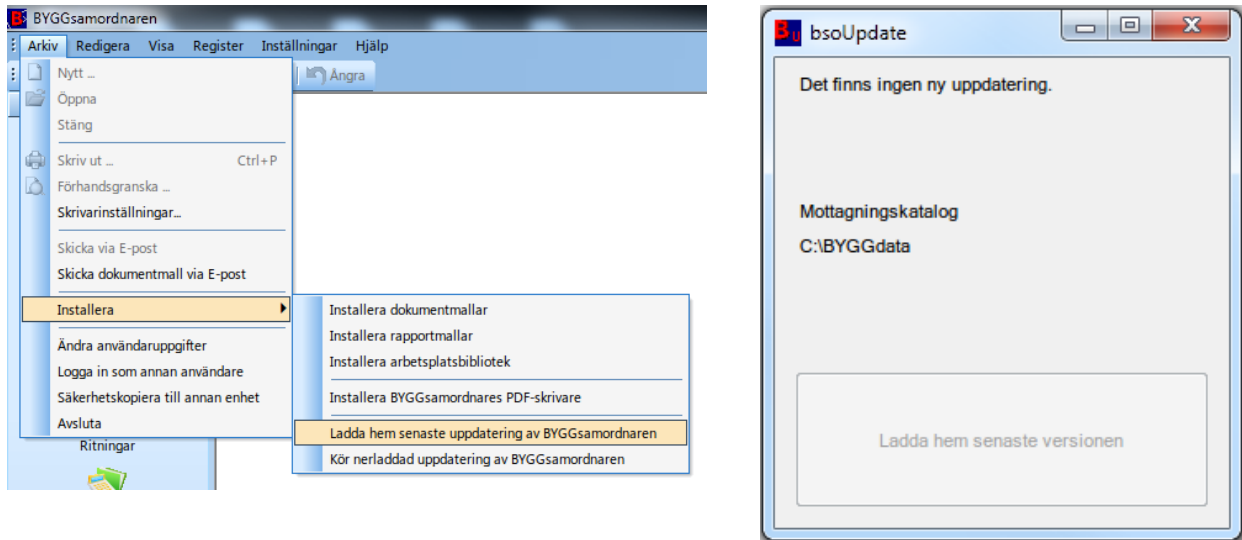 BYGGsamordnaren
Arkiv Redigera Visa Register Inställningar Hjälp
Nytt ... Ångra
Öppna
Stäng
Skriv ut ... Ctrl+P
Förhandsgranska ...
Skrivarinställningar...
Skicka via E-post
Skicka dokumentmall via E-post
Installera
Ändra användaruppgifter
Logga in som annan användare
Säkerhetskopiera till annan enhet
Avsluta
Ritningar
Installera dokumentmallar
Installera rapportmallar
Installera arbetsplatsbibliotek
Installera BYGGsamordnares PDF-skrivare
Ladda hem senaste uppdatering av BYGGsamordnaren
Kör nerladdad uppdatering av BYGGsamordnaren
bsoUpdate
Det finns ingen ny uppdatering.
Mottagningskatalog
C:\BYGGdata
Ladda hem senaste versionen